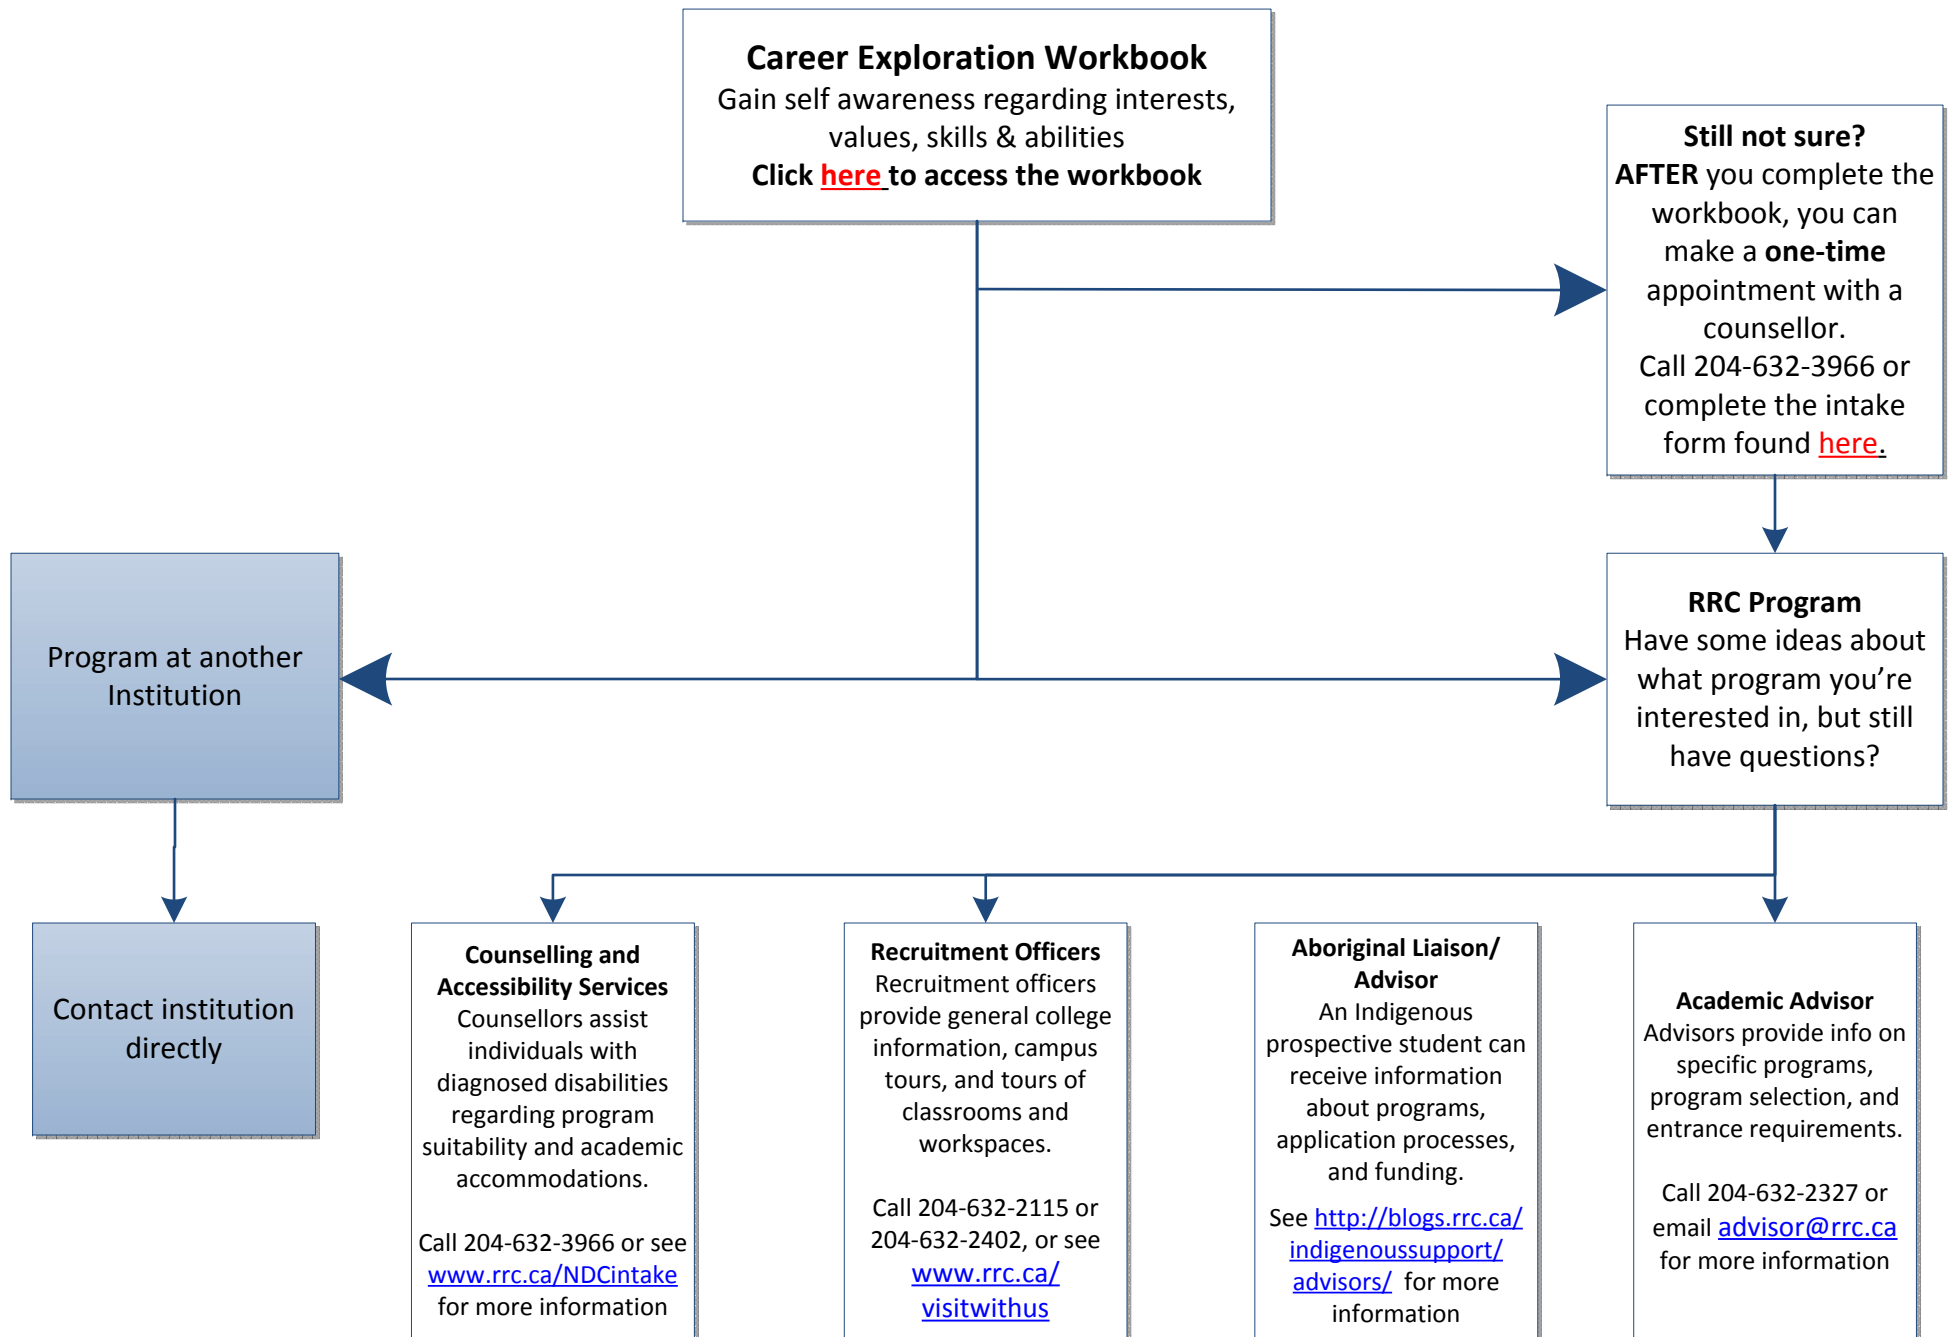 Career Exploration Workbook
Gain self awareness regarding interests,
values, skills & abilities
Click here to access the workbook
Still not sure?
AFTER you complete the
workbook, you can
make a one-time
appointment with a
counsellor.
Call 204-632-3966 or
complete the intake
form found here.
Program at another
Institution
RRC Program
Have some ideas about
what program you're
interested in, but still
have questions?
Contact institution
directly
Counselling and
Accessibility Services
Counsellors assist
individuals with
diagnosed disabilities
regarding program
suitability and academic
accommodations.
Call 204-632-3966 or see
www.rrc.ca/NDCintake
for more information
Recruitment Officers
Recruitment officers
provide general college
information, campus
tours, and tours of
classrooms and
workspaces.
Call 204-632-2115 or
204-632-2402, or see
www.rrc.ca/
visitwithus
Aboriginal Liaison/
Advisor
An Indigenous
prospective student can
receive information
about programs,
application processes,
and funding.
See http://blogs.rrc.ca/
indigenoussupport/
advisors/ for more
information
Academic Advisor
Advisors provide info on
specific programs,
program selection, and
entrance requirements.
Call 204-632-2327 or
email advisor@rrc.ca
for more information